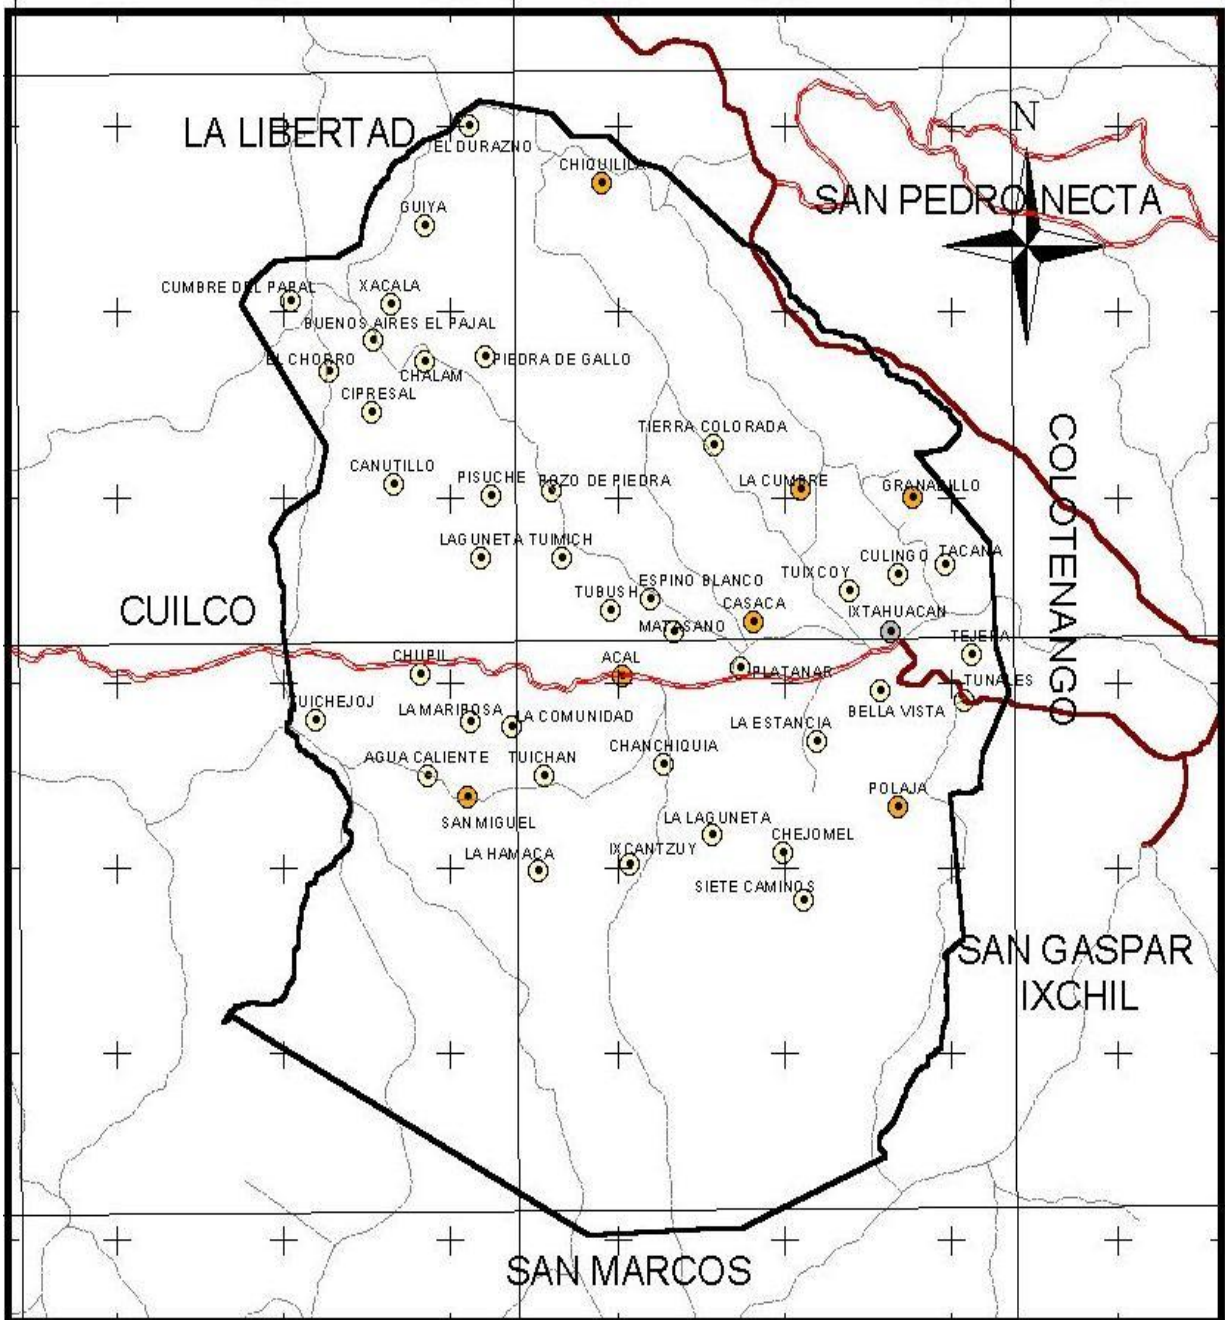 LA LIBERTAD
EL DURAZNO
N
CHIQUILILA
SAN PEDRO NECTA
GUIYA
CUMBRE DEL PAPAL
XACALA
BUENOS AIRES EL PAJAL
EL CHORRO
CHALAM
PIEDRA DE GALLO
CIPRESAL
TIERRA COLORADA
COLOTENANGO
CANUTILLO
PISUCHE
POZO DE PIEDRA
LA CUMBRE
GRANADILLO
LAGUNETA
TUIMICH
CULINGO
TACANA
TUIXCOY
ESPINO BLANCO
TUBUSH
CASACA
IXTAHUACAN
CUILCO
MATASANO
TEJERA
CHUPIL
ACAL
PLATANAR
TUNALES
TUICHEJOJ
LA MARIPOSA
LA COMUNIDAD
LA ESTANCIA
BELLA VISTA
CHANCHIQUIA
AGUA CALIENTE
TUICHAN
POLAJA
SAN MIGUEL
LA LAGUNETA
CHEJOMEL
LA HAMACA
IXCANTZUY
SIETE CAMINOS
SAN GASPAR
IXCHIL
SAN MARCOS